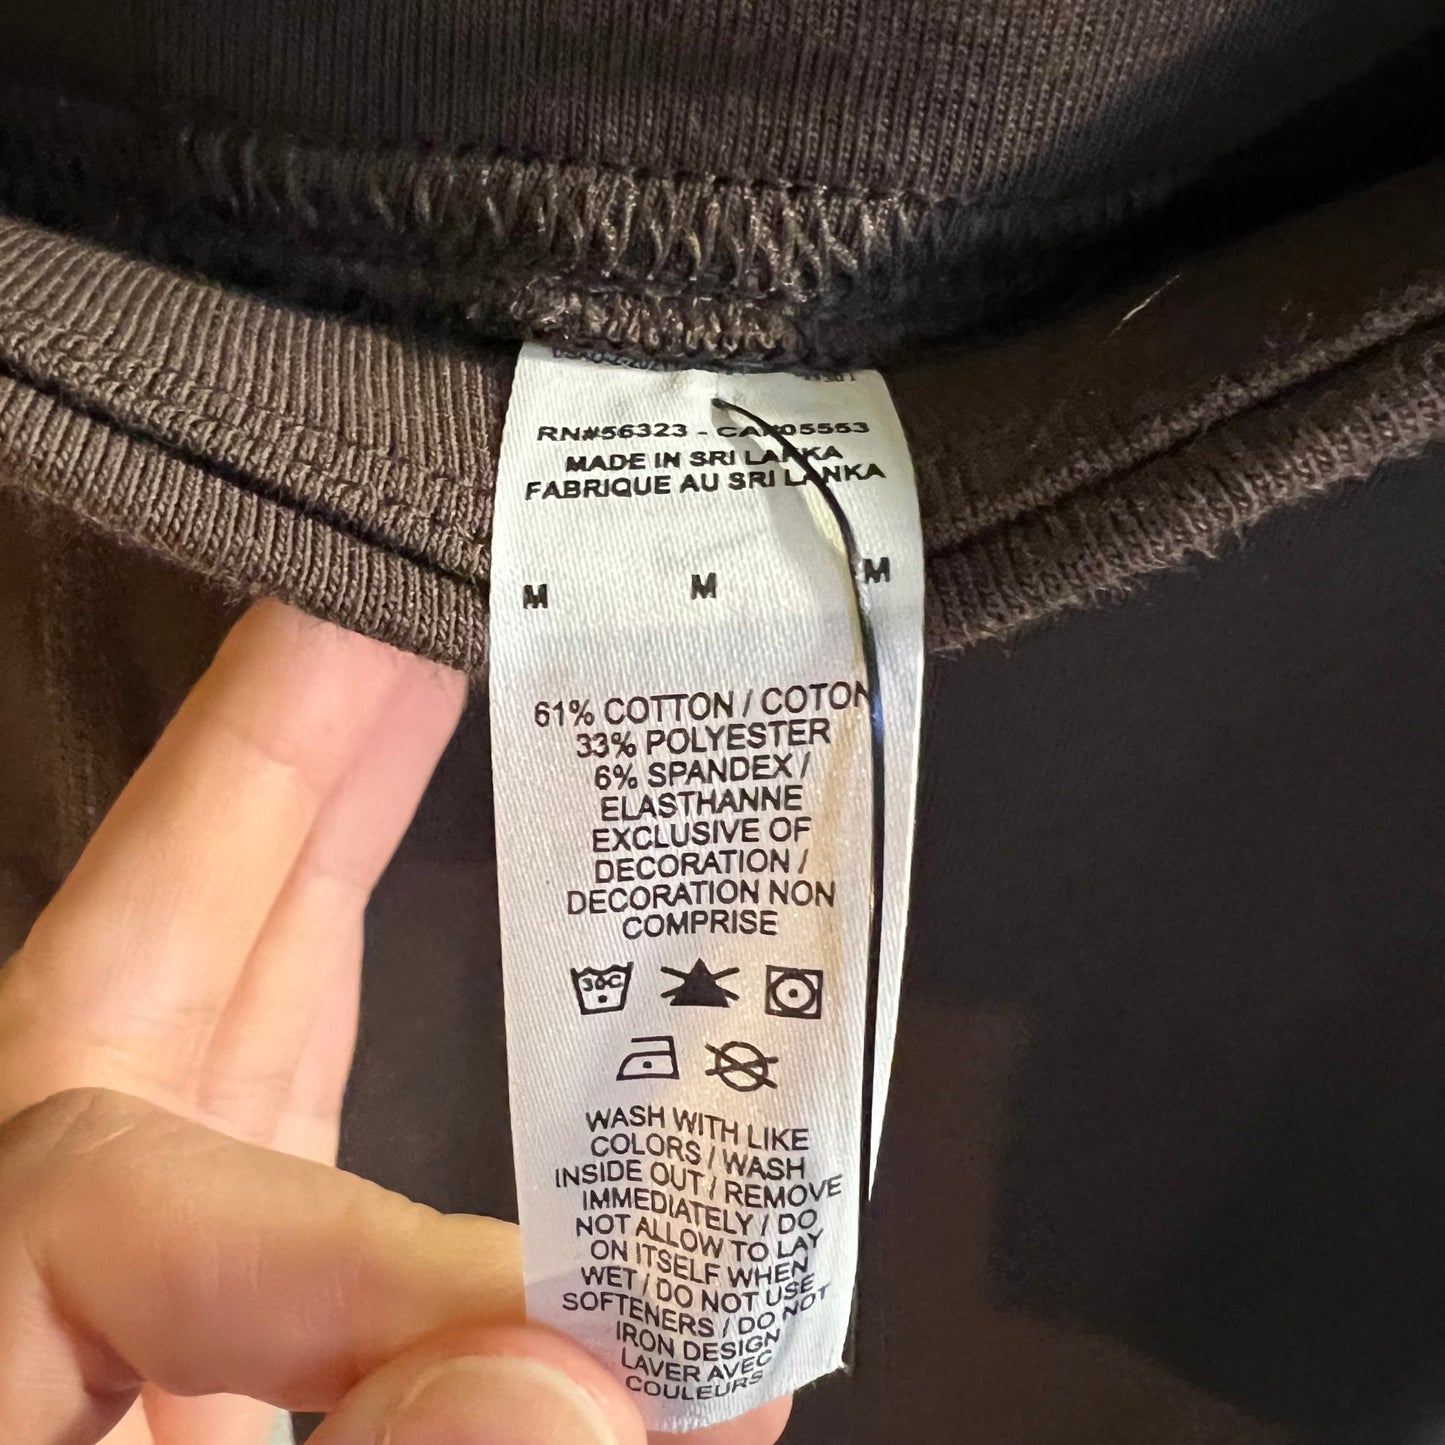 RN#56323 - CA#05553
MADE IN SRI LANKA
FABRIQUE AU SRI LANKA
M M M
61% COTTON / COTON
33% POLYESTER
6% SPANDEX /
ELASTHANNE
EXCLUSIVE OF
DECORATION /
DECORATION NON
COMPRISE
30C
WASH WITH LIKE
COLORS / WASH
INSIDE OUT / REMOVE
IMMEDIATELY / DO
NOT ALLOW TO LAY
ON ITSELF WHEN
WET / DO NOT USE
SOFTENERS / DO NOT
IRON DESIGN
LAVER AVEC
COULEURS